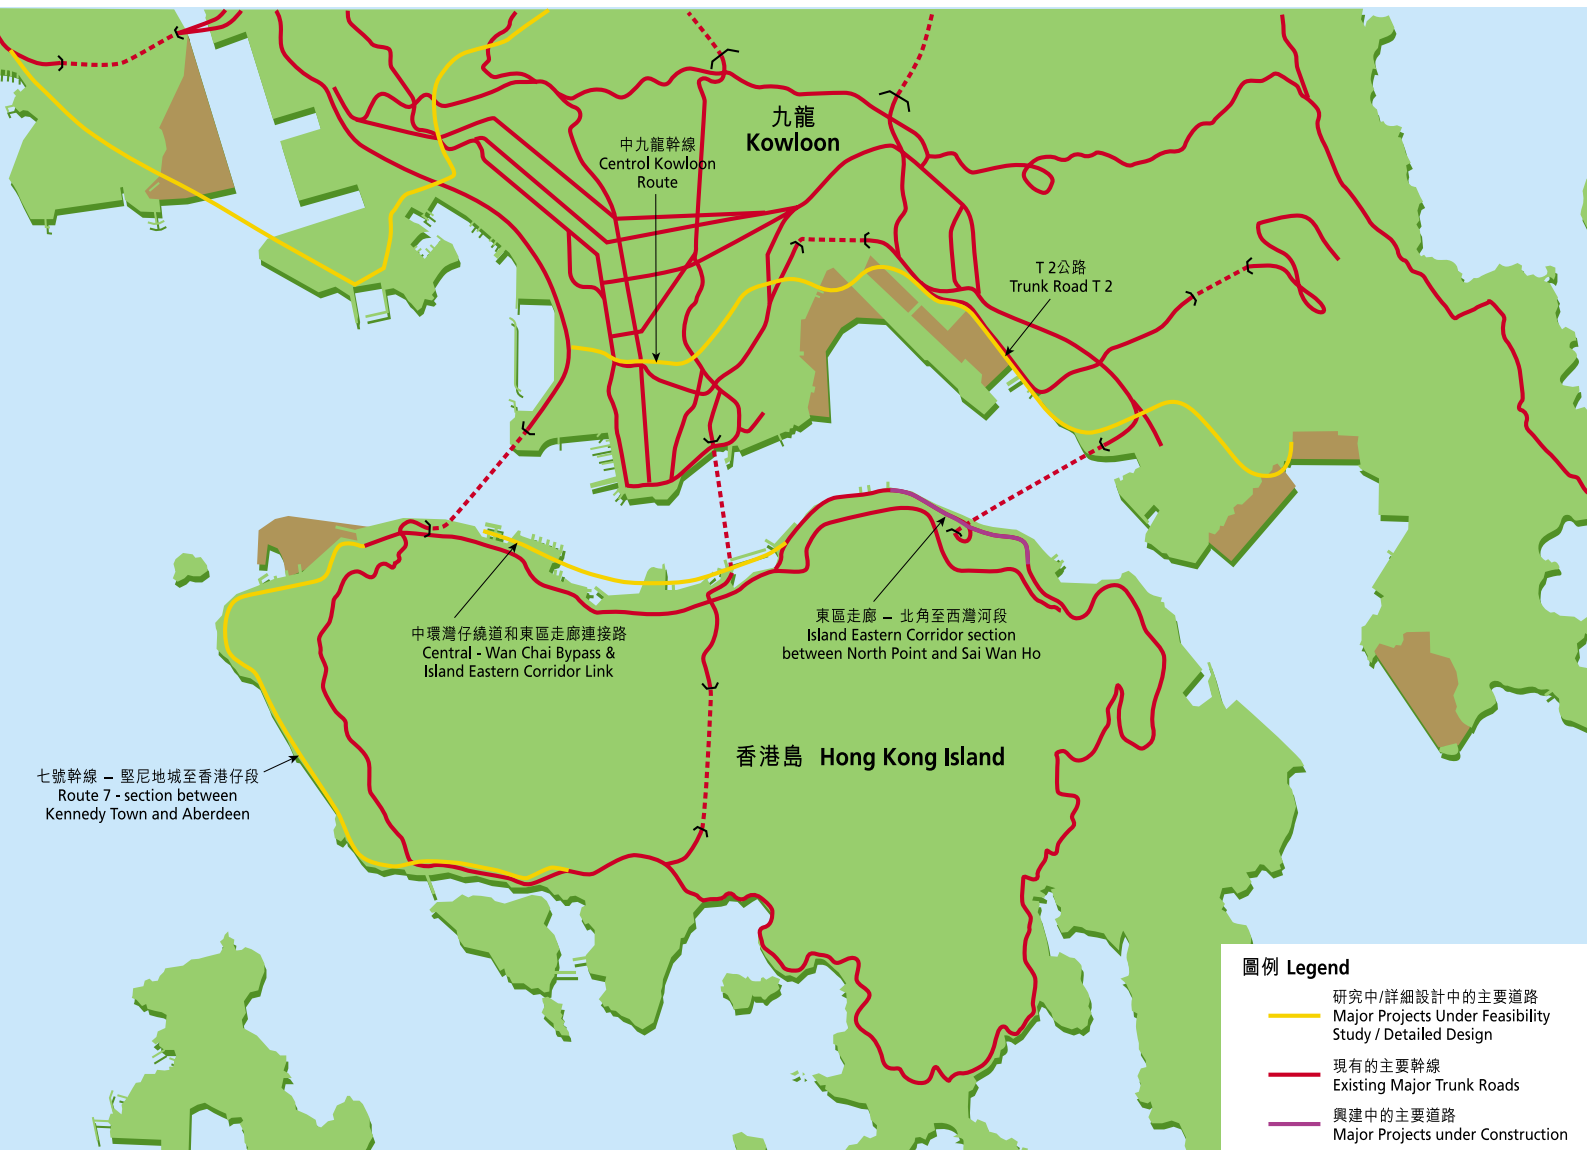 九龍
Kowloon
中九龍幹線
Centrol Kowloon
Route
T 2公路
Trunk Road T 2
中環灣仔繞道和東區走廊連接路
Central - Wan Chai Bypass &
Island Eastern Corridor Link
東區走廊 – 北角至西灣河段
Island Eastern Corridor section
between North Point and Sai Wan Ho
香港島 Hong Kong Island
七號幹線 – 堅尼地城至香港仔段
Route 7 - section between
Kennedy Town and Aberdeen
圖例 Legend
研究中/詳細設計中的主要道路
Major Projects Under Feasibility
Study / Detailed Design
現有的主要幹線
Existing Major Trunk Roads
興建中的主要道路
Major Projects under Construction